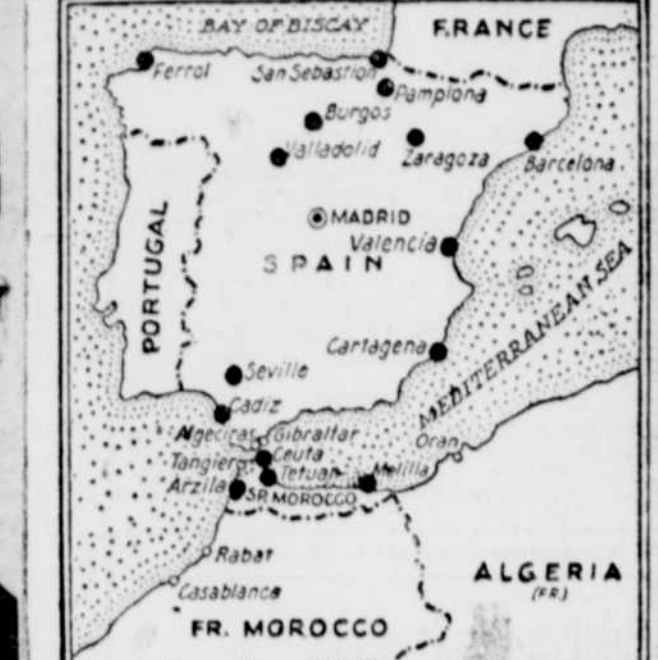 BAY OF BISCAY
FRANCE
Ferrol
San Sebastion
Pamplona
Burgos
Valladolid
Zaragoza
Barcelona
MADRID
Valencia
SPAIN
PORTUGAL
MEDITERRANEAN SEA
Cartagena
Seville
Cadiz
Algeciras
Gibraltar
Oran
Ceuta
Tangier
Tetuan
Melilla
Arzila
SP. MOROCCO
Rabat
ALGERIA
(FR.)
Casablanca
FR. MOROCCO